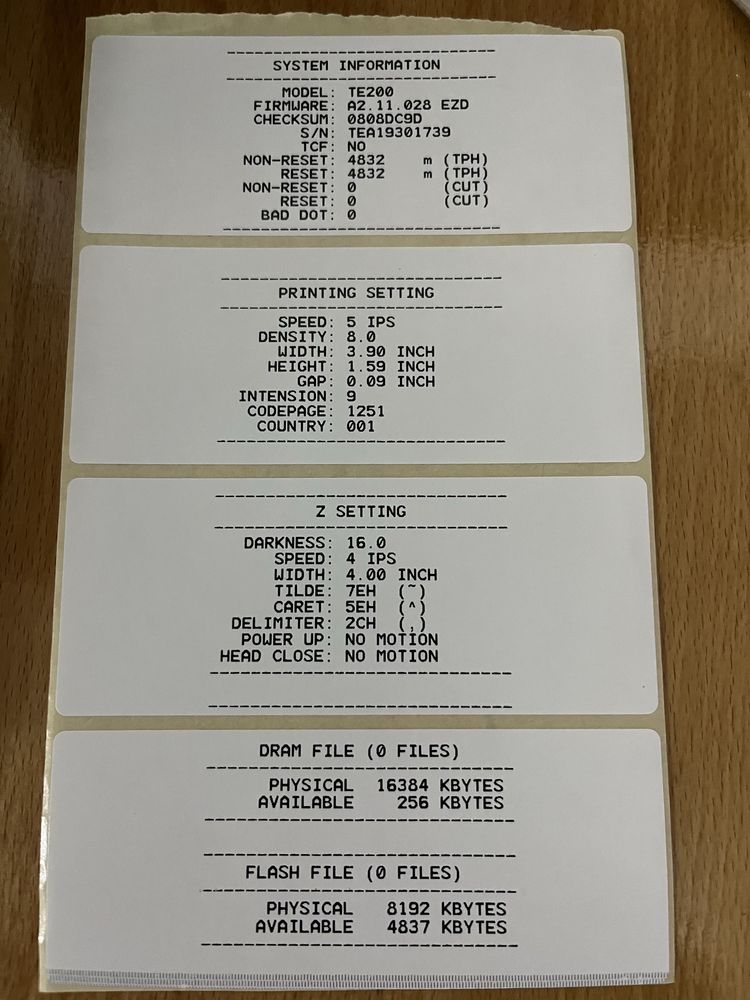 SYSTEM INFORMATION
MODEL: TE200
FIRMWARE: A2.11.028 EZD
CHECKSUM: 0808DC9D
S/N: TEA19301739
TCF: NO
NON-RESET: 4832 m (TPH)
RESET: 4832 m (TPH)
NON-RESET: 0 (CUT)
RESET: 0 (CUT)
BAD DOT: 0
PRINTING SETTING
SPEED: 5 IPS
DENSITY: 8.0
WIDTH: 3.90 INCH
HEIGHT: 1.59 INCH
GAP: 0.09 INCH
INTENSION: 9
CODEPAGE: 1251
COUNTRY: 001
Z SETTING
DARKNESS: 16.0
SPEED: 4 IPS
WIDTH: 4.00 INCH
TILDE: 7EH (~)
CARET: 5EH (^)
DELIMITER: 2CH (,)
POWER UP: NO MOTION
HEAD CLOSE: NO MOTION
DRAM FILE (0 FILES)
PHYSICAL 16384 KBYTES
AVAILABLE 256 KBYTES
FLASH FILE (0 FILES)
PHYSICAL 8192 KBYTES
AVAILABLE 4837 KBYTES